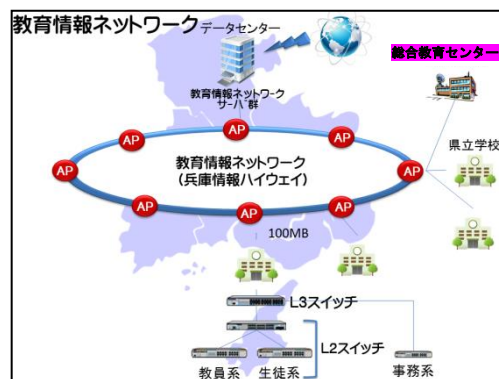 教育情報ネットワーク
データセンター
総合教育センター
教育情報ネットワーク
サーバ群
AP
AP
AP
県立学校
教育情報ネットワーク
(兵庫情報ハイウェイ)
AP
AP
AP
AP
AP
100MB
L3スイッチ
L2スイッチ
教員系
生徒系
事務系